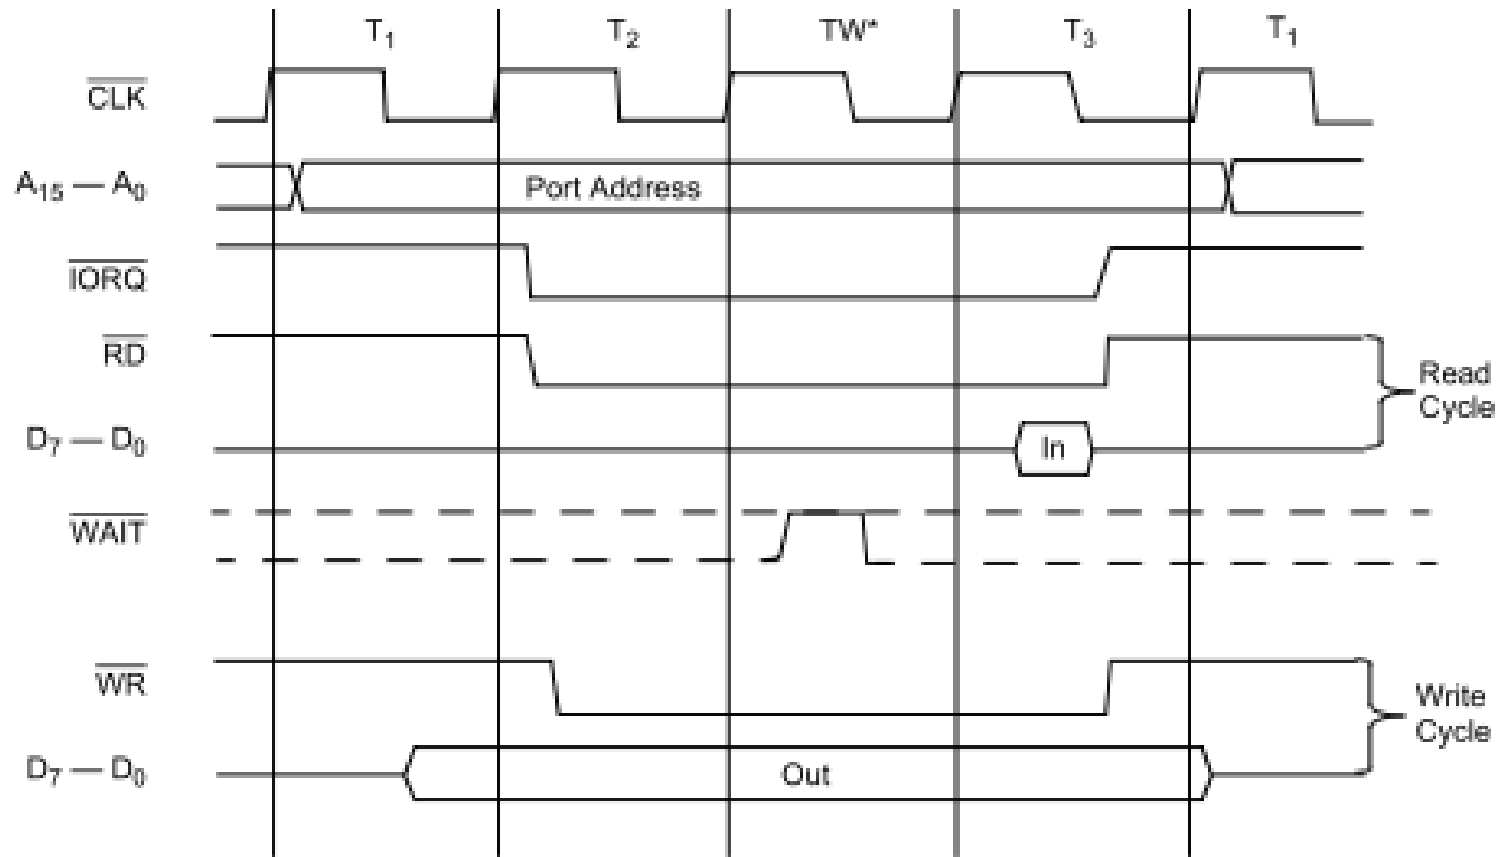 T1 T2 TW* T3 T1
CLK
A15 — A0 Port Address
IORQ
RD
Read
Cycle
D7 — D0 In
WAIT
WR
Write
Cycle
D7 — D0 Out